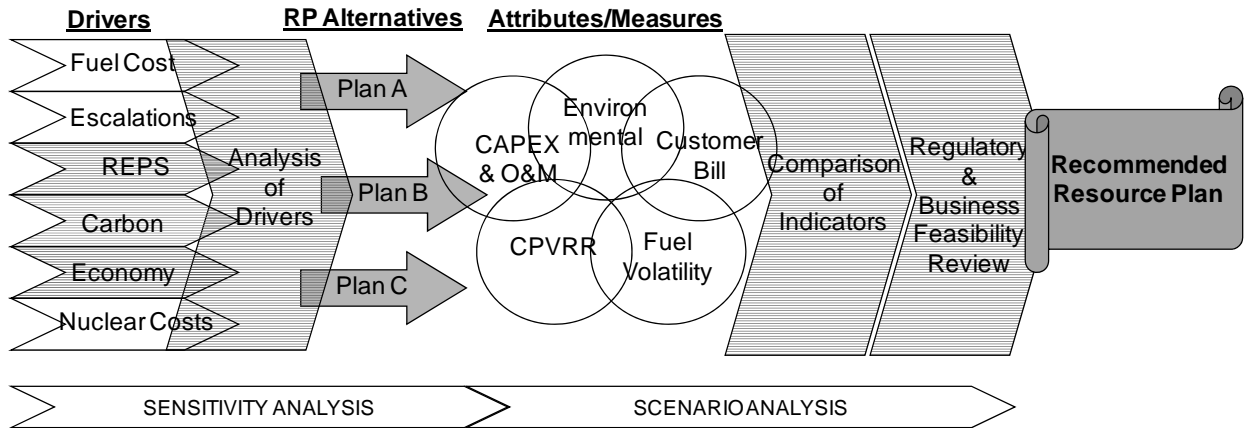 Drivers
RP Alternatives
Attributes/Measures
Fuel Cost
Escalations
REPS
Carbon
Economy
Nuclear Costs
Analysis
of
Drivers
Plan A
Plan B
Plan C
CAPEX
& O&M
Environ
mental
Customer
Bill
CPVRR
Fuel
Volatility
Comparison
of
Indicators
Regulatory
&
Business
Feasibility
Review
Recommended
Resource Plan
SENSITIVITY ANALYSIS
SCENARIO ANALYSIS